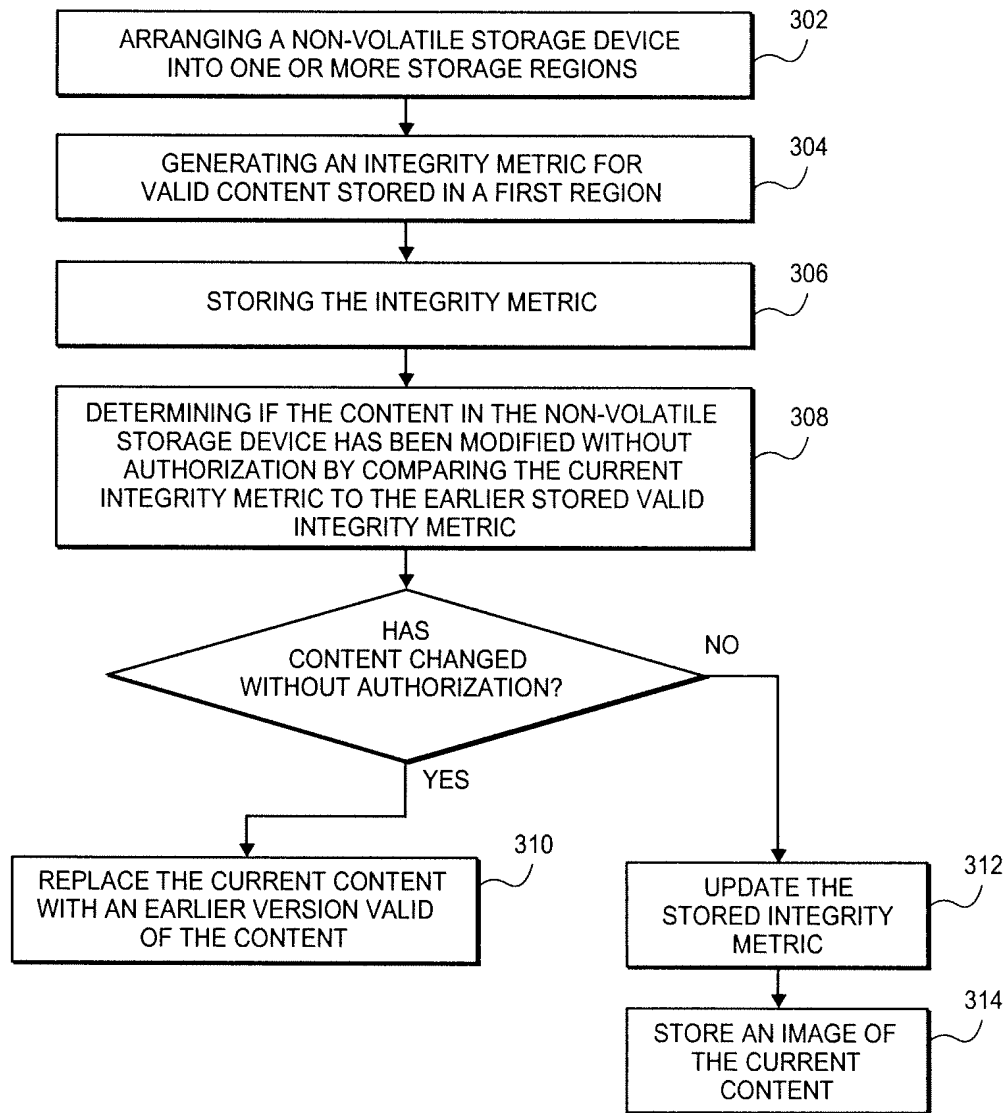 ARRANGING A NON-VOLATILE STORAGE DEVICE
INTO ONE OR MORE STORAGE REGIONS
302
GENERATING AN INTEGRITY METRIC FOR
VALID CONTENT STORED IN A FIRST REGION
304
STORING THE INTEGRITY METRIC
306
DETERMINING IF THE CONTENT IN THE NON-VOLATILE
STORAGE DEVICE HAS BEEN MODIFIED WITHOUT
AUTHORIZATION BY COMPARING THE CURRENT
INTEGRITY METRIC TO THE EARLIER STORED VALID
INTEGRITY METRIC
308
HAS
CONTENT CHANGED
WITHOUT AUTHORIZATION?
NO
YES
REPLACE THE CURRENT CONTENT
WITH AN EARLIER VERSION VALID
OF THE CONTENT
310
UPDATE THE
STORED INTEGRITY
METRIC
312
STORE AN IMAGE OF
THE CURRENT
CONTENT
314